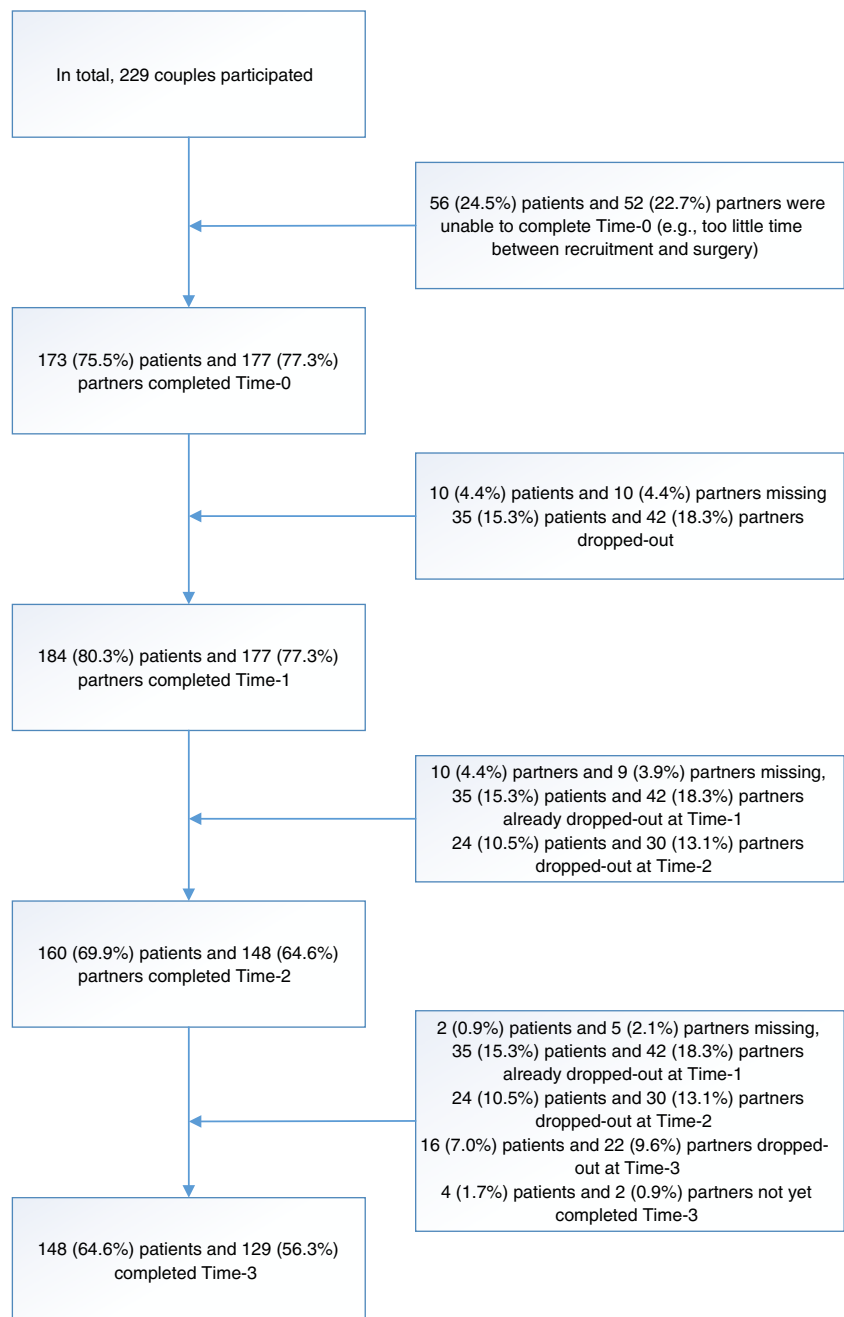 In total, 229 couples participated
56 (24.5%) patients and 52 (22.7%) partners were
unable to complete Time-0 (e.g., too little time
between recruitment and surgery)
173 (75.5%) patients and 177 (77.3%)
partners completed Time-0
10 (4.4%) patients and 10 (4.4%) partners missing
35 (15.3%) patients and 42 (18.3%) partners
dropped-out
184 (80.3%) patients and 177 (77.3%)
partners completed Time-1
10 (4.4%) partners and 9 (3.9%) partners missing,
35 (15.3%) patients and 42 (18.3%) partners
already dropped-out at Time-1
24 (10.5%) patients and 30 (13.1%) partners
dropped-out at Time-2
160 (69.9%) patients and 148 (64.6%)
partners completed Time-2
2 (0.9%) patients and 5 (2.1%) partners missing,
35 (15.3%) patients and 42 (18.3%) partners
already dropped-out at Time-1
24 (10.5%) patients and 30 (13.1%) partners
dropped-out at Time-2
16 (7.0%) patients and 22 (9.6%) partners dropped-
out at Time-3
4 (1.7%) patients and 2 (0.9%) partners not yet
completed Time-3
148 (64.6%) patients and 129 (56.3%)
completed Time-3